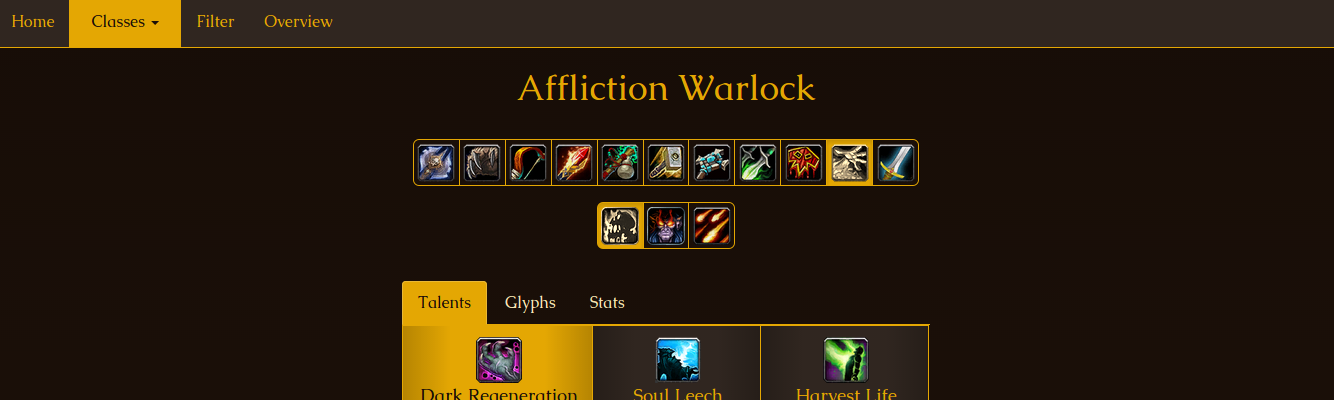 Home Classes Filter Overview
Affliction Warlock
Talents Glyphs Stats
Dark Regeneration Soul Leech Harvest Life